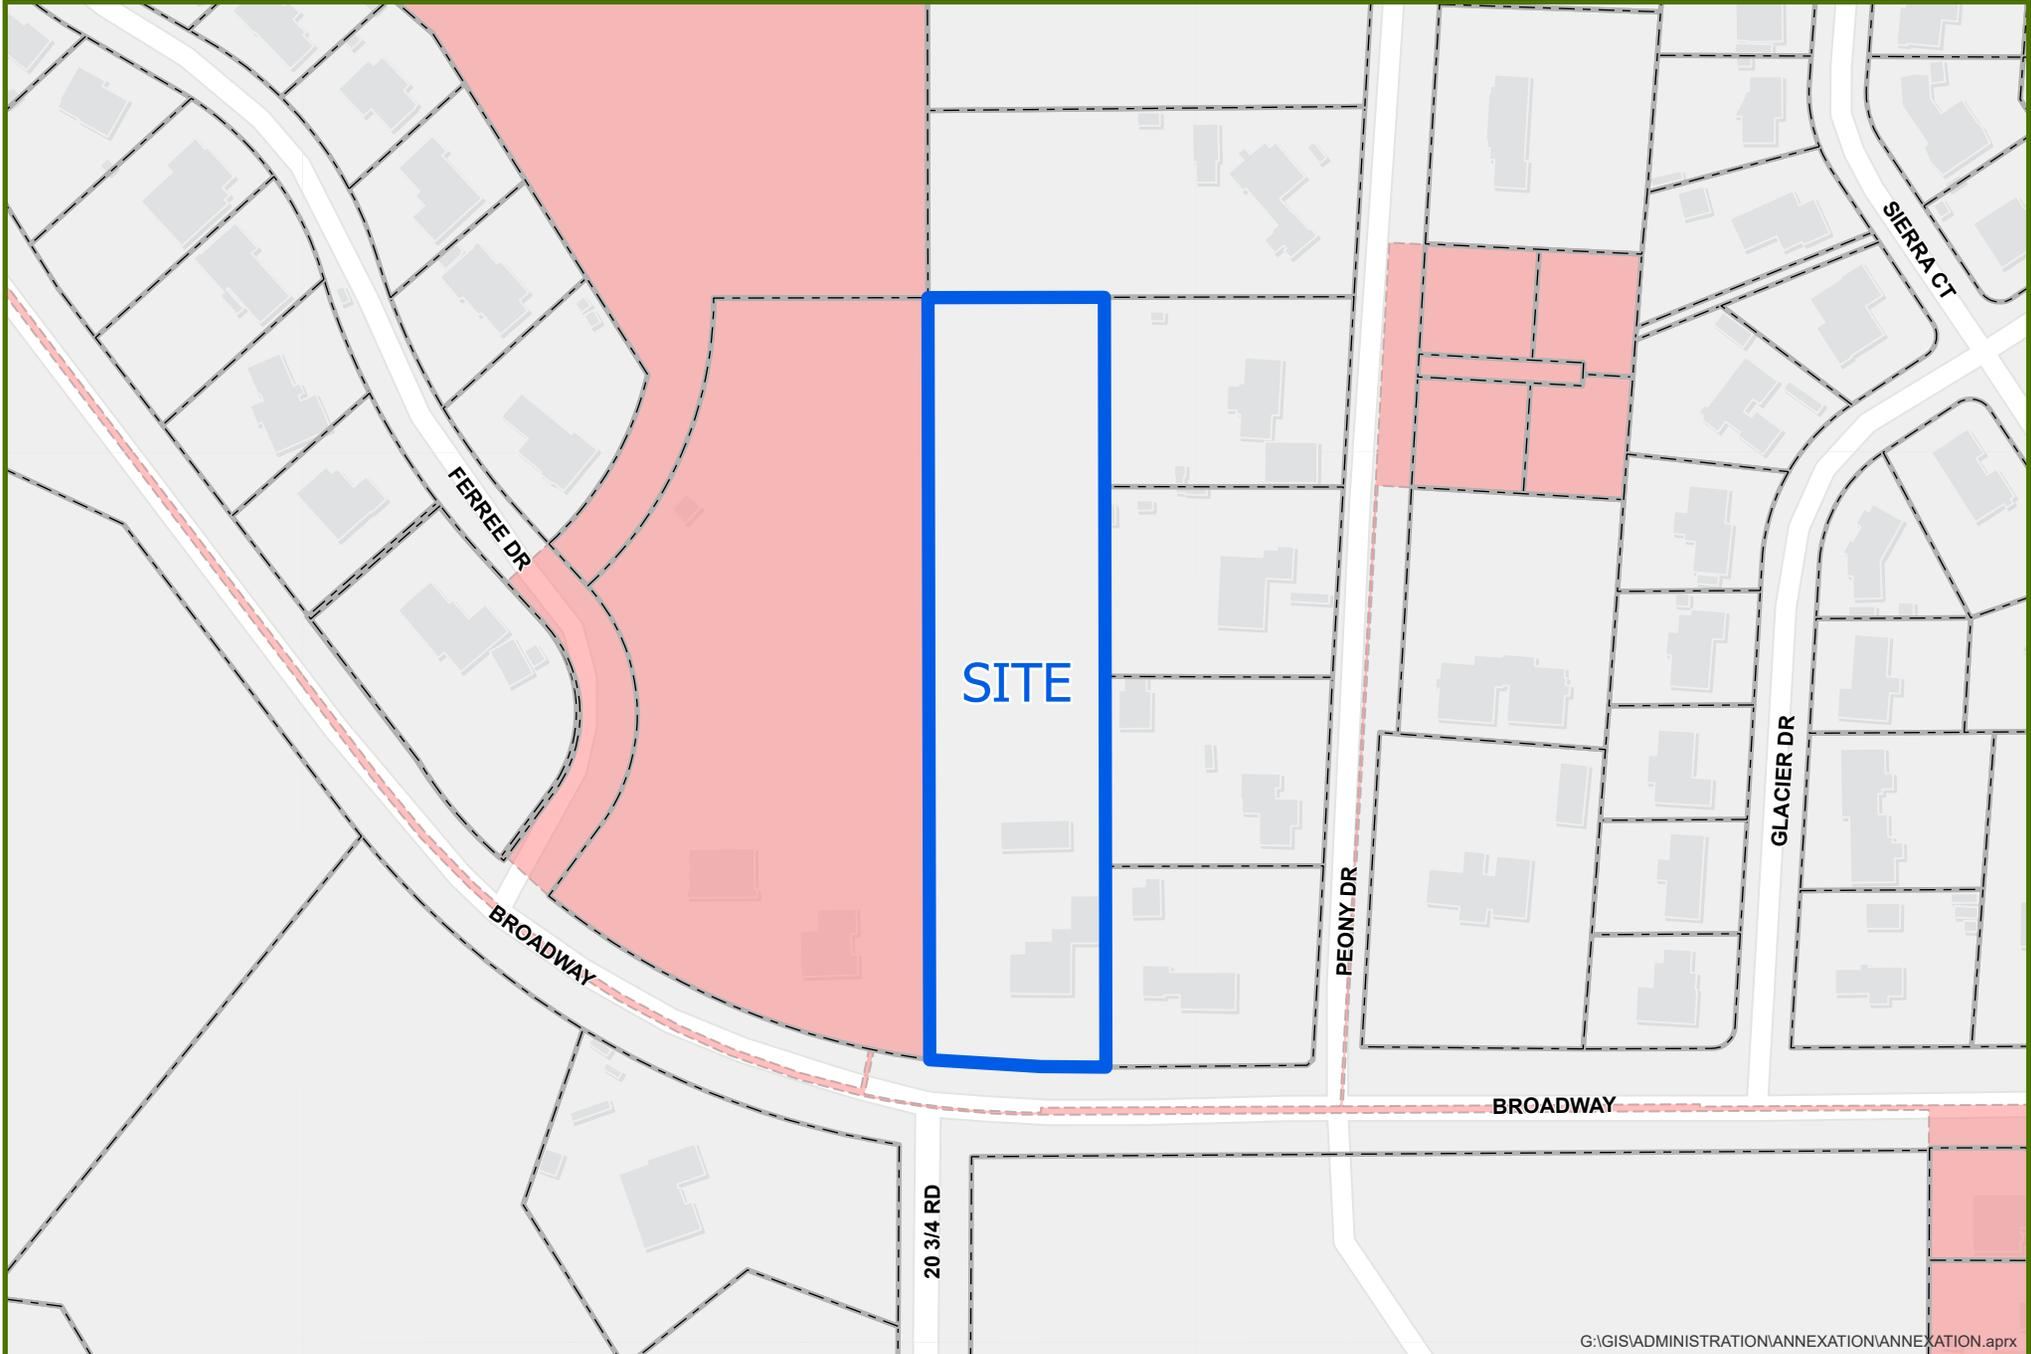 SIERRA CT
FERREE DR
SITE
GLACIER DR
PEONY DR
BROADWAY
BROADWAY
20 3/4 RD
G:\GIS\ADMINISTRATION\ANNEXATION\ANNEXATION.aprx